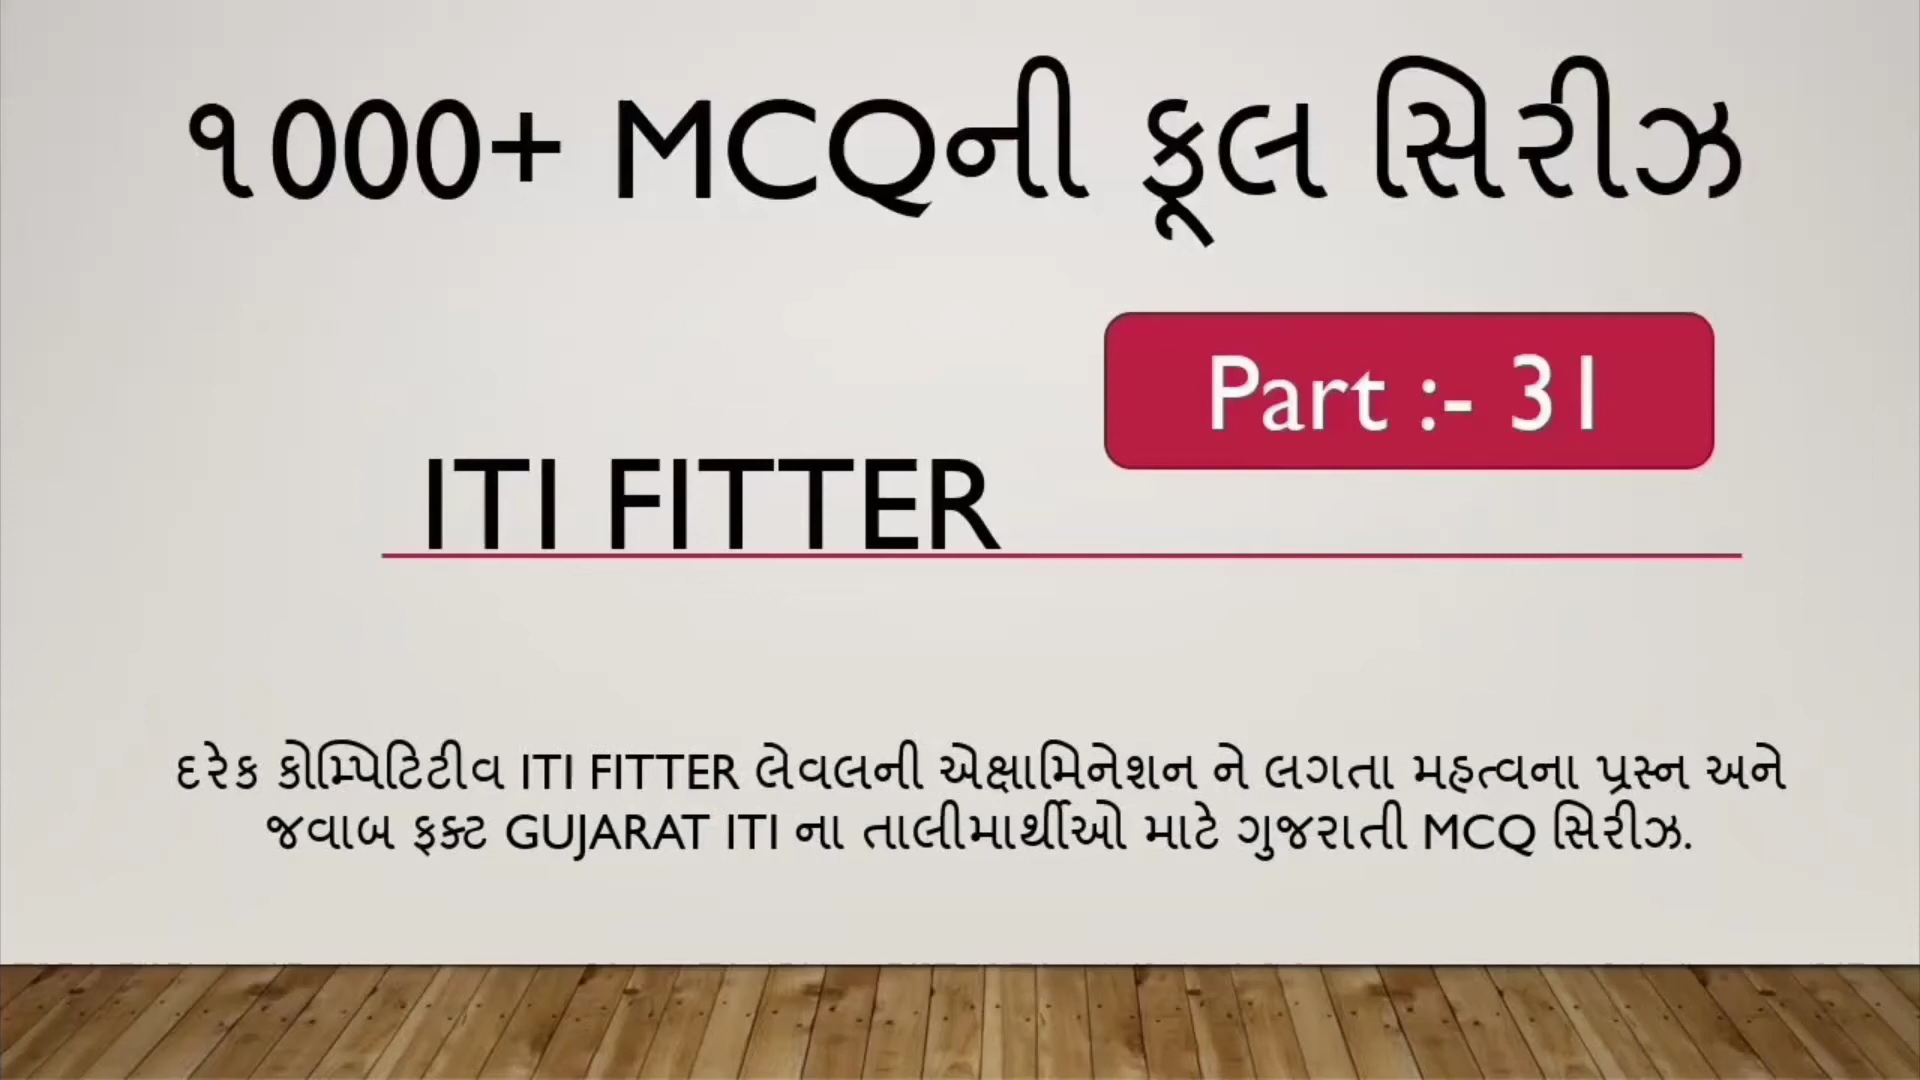 ૧000+ MCQની ફૂલ સિરીઝ
Part :- 31
ITI FITTER
દરેક કોમ્પિટિટીવ ITI FITTER લેવલની એક્ષામિનેશન ને લગતા મહત્વના પ્રસ્ન અને
જવાબ ફક્ટ GUJARAT ITI ના તાલીમાર્થીઓ માટે ગુજરાતી MCQ સિરીઝ.